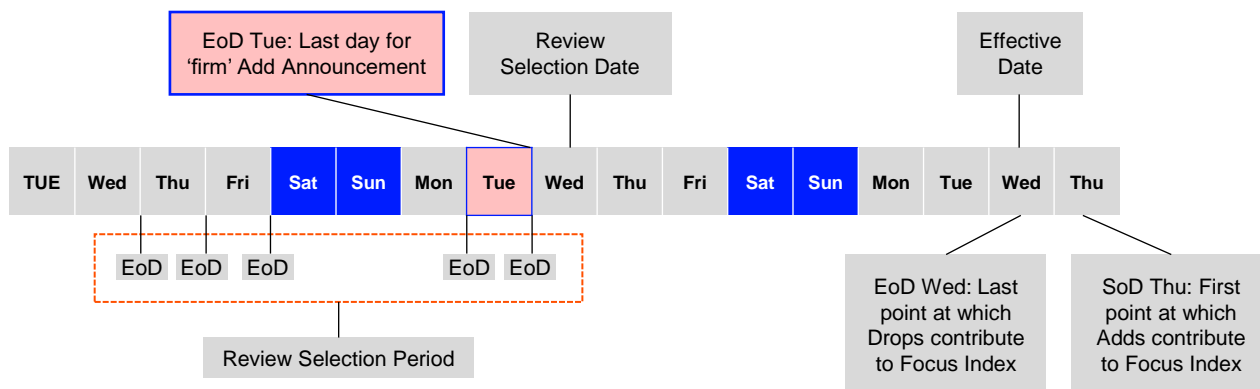 EoD Tue: Last day for
‘firm’ Add Announcement
Review
Selection Date
Effective
Date
TUE Wed Thu Fri Sat Sun Mon Tue Wed Thu Fri Sat Sun Mon Tue Wed Thu
EoD EoD EoD EoD EoD
Review Selection Period
EoD Wed: Last
point at which
Drops contribute
to Focus Index
SoD Thu: First
point at which
Adds contribute
to Focus Index